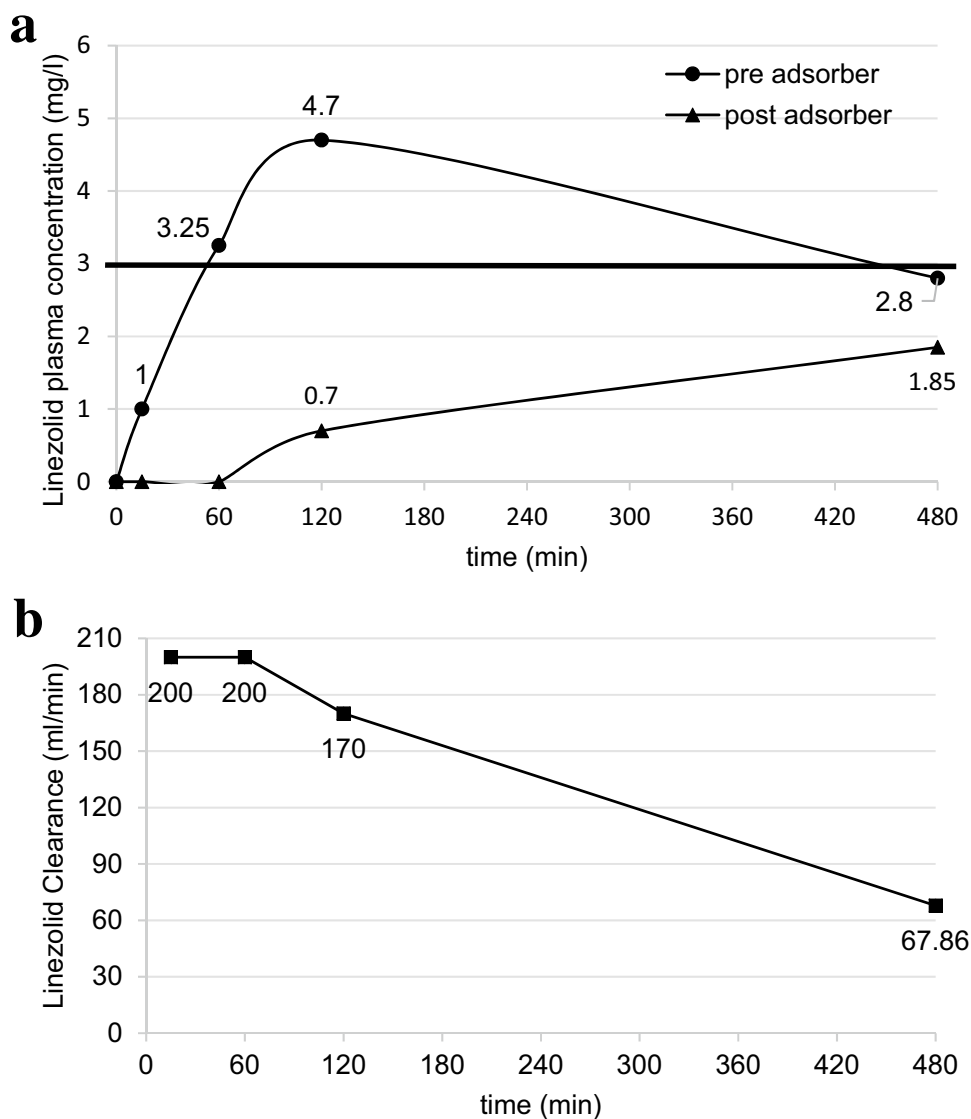 a
Linezolid plasma concentration (mg/l)
6
5
4
3
2
1
0
pre adsorber
post adsorber
4.7
3.25
1
0.7
2.8
1.85
0 60 120 180 240 300 360 420 480
time (min)
b
Linezolid Clearance (ml/min)
210
180
150
120
90
60
30
0
200 200
170
67.86
0 60 120 180 240 300 360 420 480
time (min)